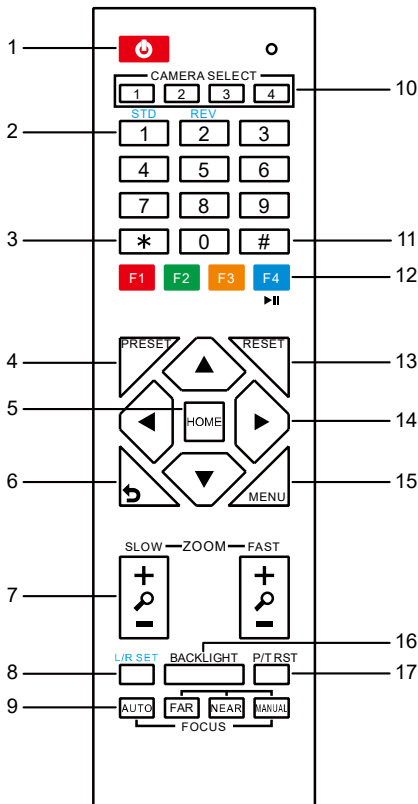 1
CAMERA SELECT
10
1 2 3 4
STD REV
2
1 2 3
4 5 6
7 8 9
3
* 0 #
11
F1 F2 F3 F4
12
4
PRESET RESET
13
5
HOME
14
6
MENU
15
SLOW ZOOM FAST
+ +
7
− −
16
L/R SET BACKLIGHT P/T RST
8
17
9
AUTO FAR NEAR MANUAL
FOCUS